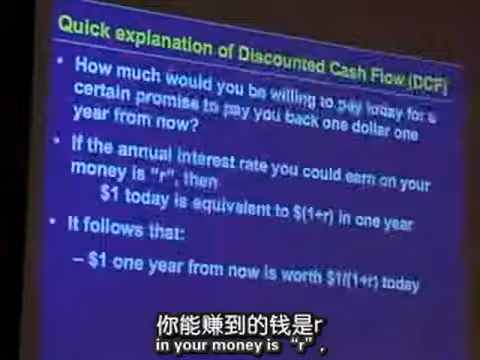 Quick explanation of Discounted Cash Flow (DCF)
• How much would you be willing to pay today for a
certain promise to pay you back one dollar one
year from now?
• If the annual interest rate you could earn on your
money is "r", then
$1 today is equivalent to $(1+r) in one year
• It follows that:
– $1 one year from now is worth $1/(1+r) today
你能赚到的钱是r
in your money is “r”,